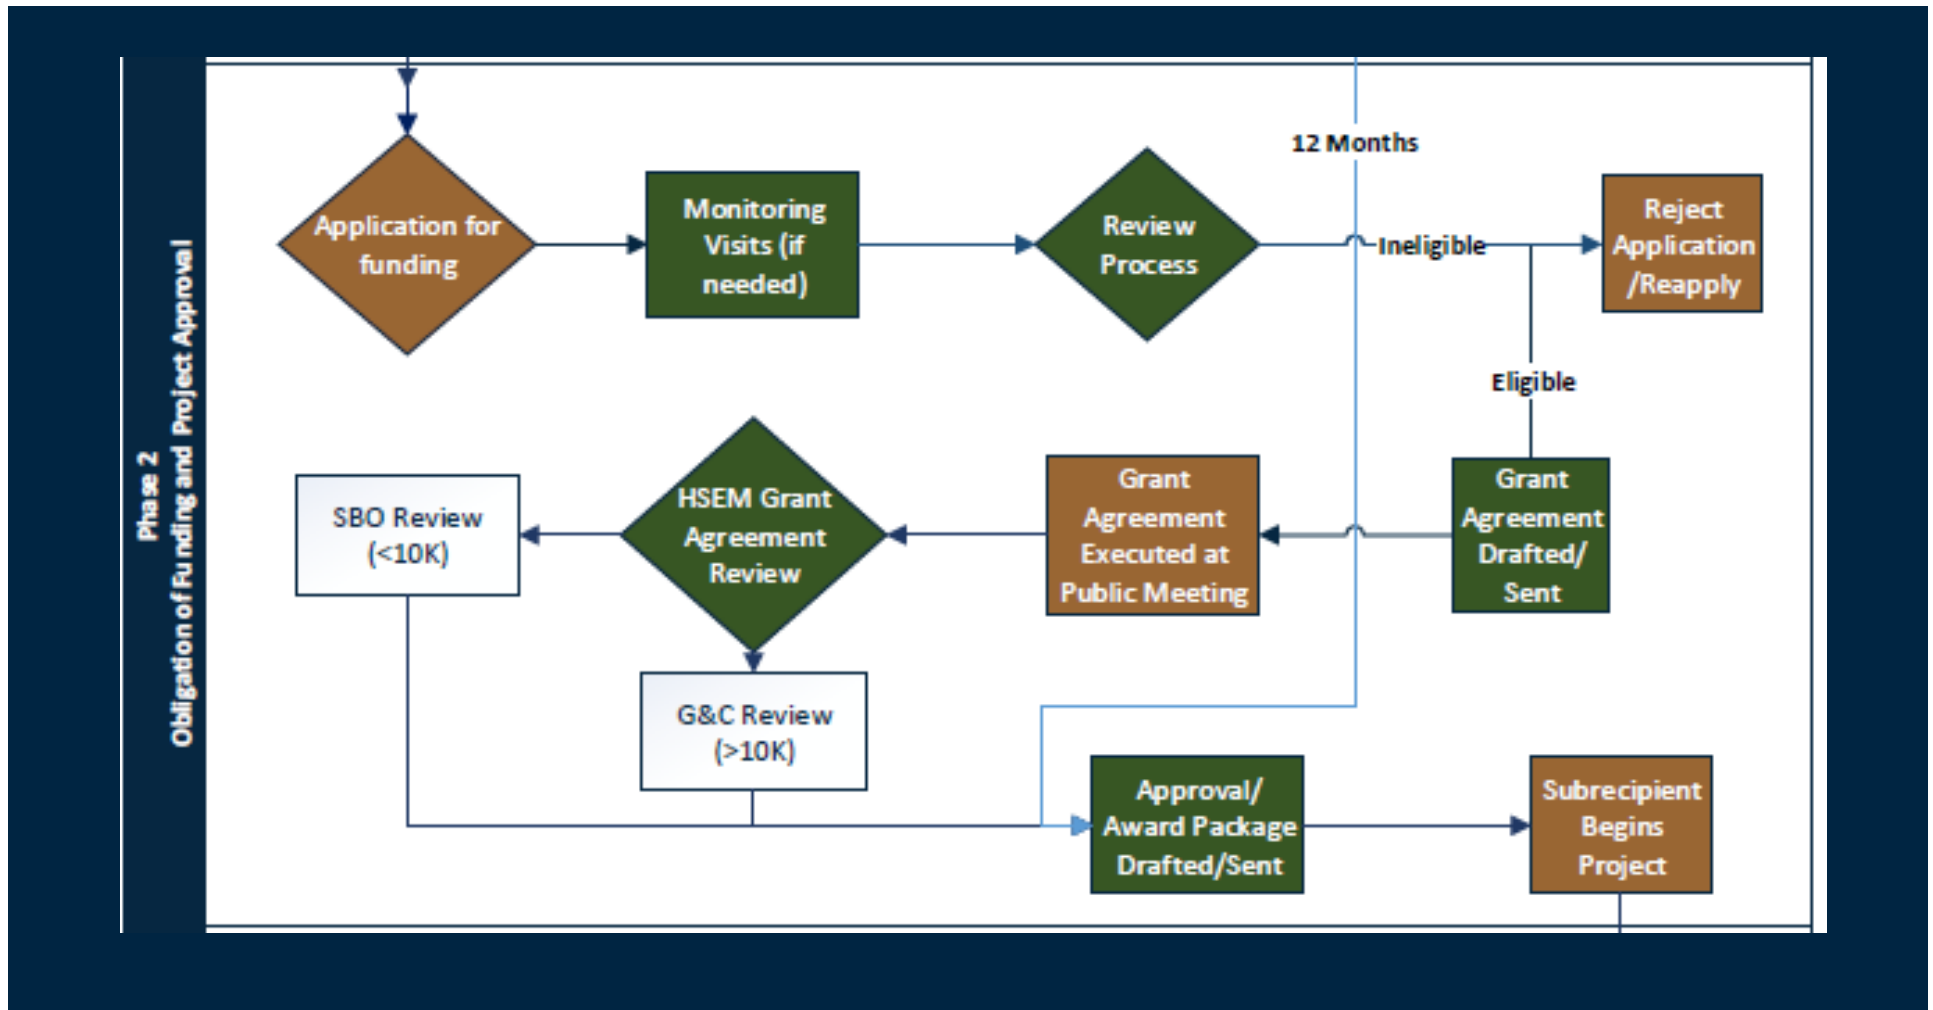 Phase 2
Obligation of Funding and Project Approval
Application for
funding
Monitoring
Visits (if
needed)
Review
Process
12 Months
Ineligible
Reject
Application
/Reapply
Eligible
SBO Review
(<10K)
HSEM Grant
Agreement
Review
Grant
Agreement
Executed at
Public Meeting
Grant
Agreement
Drafted/
Sent
G&C Review
(>10K)
Approval/
Award Package
Drafted/Sent
Subrecipient
Begins
Project